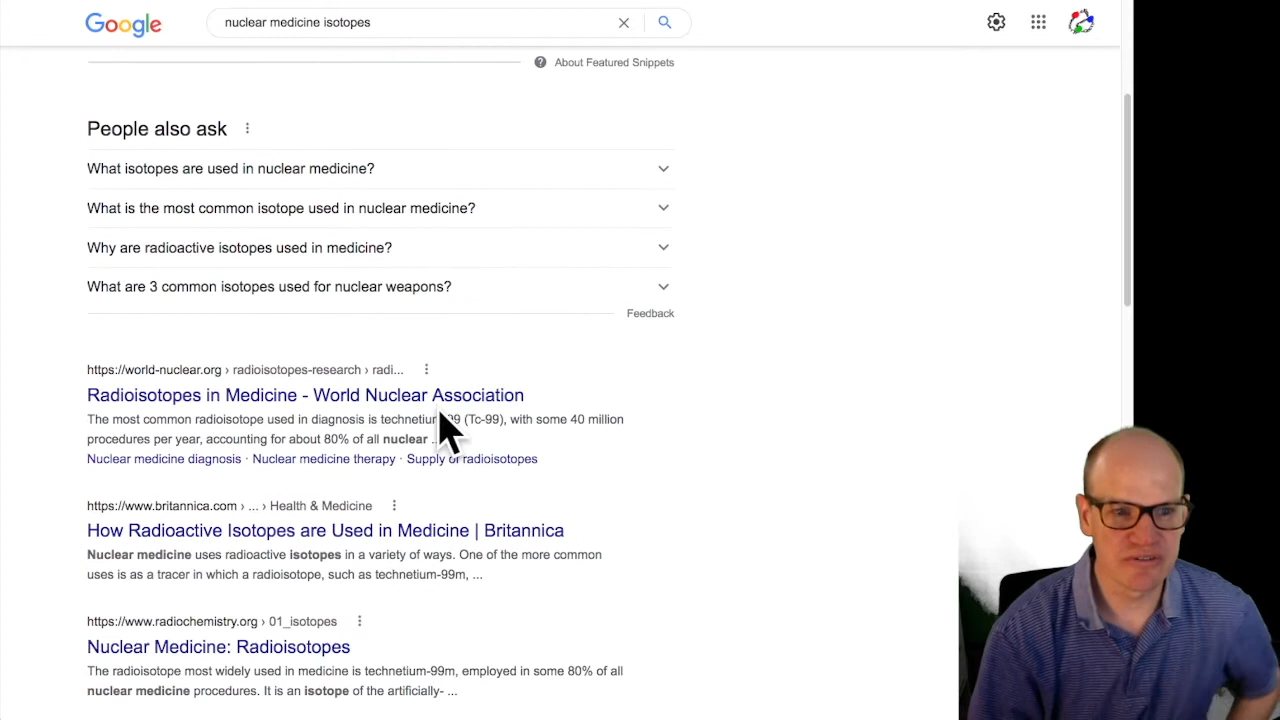 Google
nuclear medicine isotopes
About Featured Snippets
People also ask
What isotopes are used in nuclear medicine?
What is the most common isotope used in nuclear medicine?
Why are radioactive isotopes used in medicine?
What are 3 common isotopes used for nuclear weapons?
Feedback
https://world-nuclear.org › radioisotopes-research › radi...
Radioisotopes in Medicine - World Nuclear Association
The most common radioisotope used in diagnosis is technetium-99 (Tc-99), with some 40 million
procedures per year, accounting for about 80% of all nuclear ...
Nuclear medicine diagnosis · Nuclear medicine therapy · Supply of radioisotopes
https://www.britannica.com › ... › Health & Medicine
How Radioactive Isotopes are Used in Medicine | Britannica
Nuclear medicine uses radioactive isotopes in a variety of ways. One of the more common
uses is as a tracer in which a radioisotope, such as technetium-99m, ...
https://www.radiochemistry.org › 01_isotopes
Nuclear Medicine: Radioisotopes
The radioisotope most widely used in medicine is technetium-99m, employed in some 80% of all
nuclear medicine procedures. It is an isotope of the artificially- ...